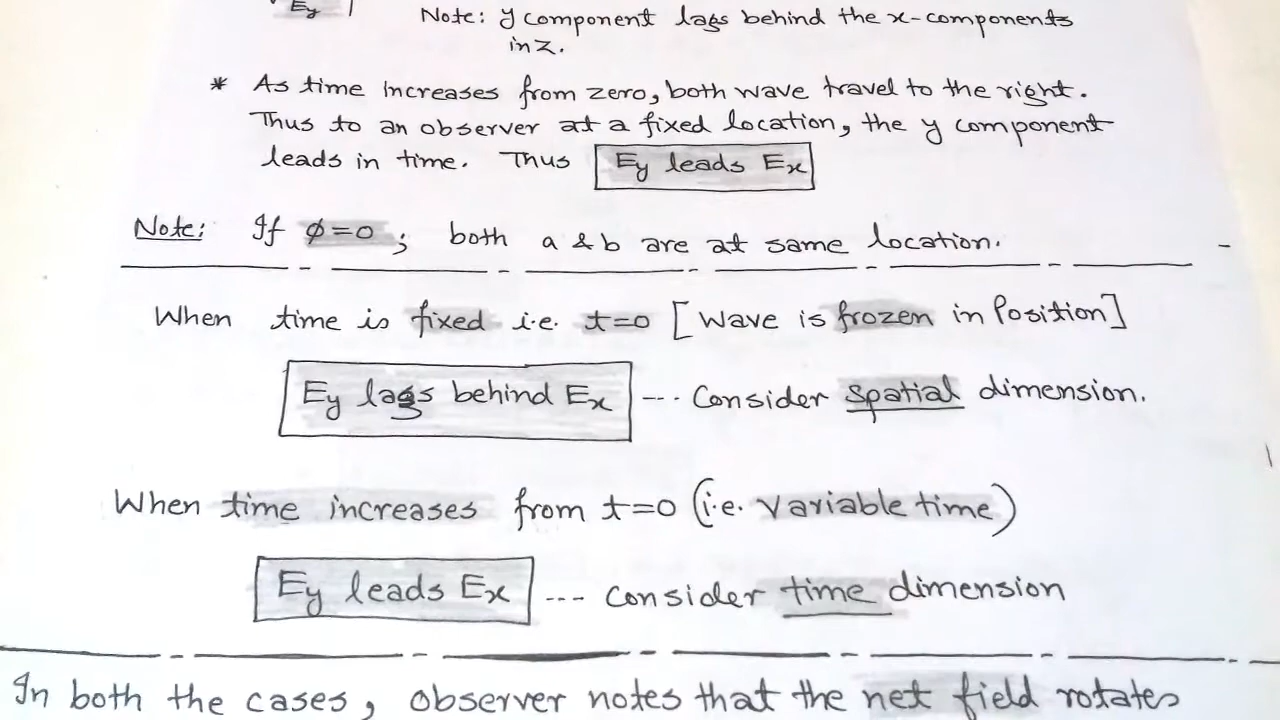 Ey
Note: y component lags behind the x-components
in z.
* As time increases from zero, both wave travel to the right.
Thus to an observer at a fixed location, the y component
leads in time. Thus Ey leads Ex
Note: If ϕ=0; both a & b are at same location.
When time is fixed i.e. t=0 [Wave is frozen in Position]
Ey lags behind Ex --- Consider spatial dimension.
When time increases from t=0 (i.e. Variable time)
Ey leads Ex --- consider time dimension
In both the cases, observer notes that the net field rotates